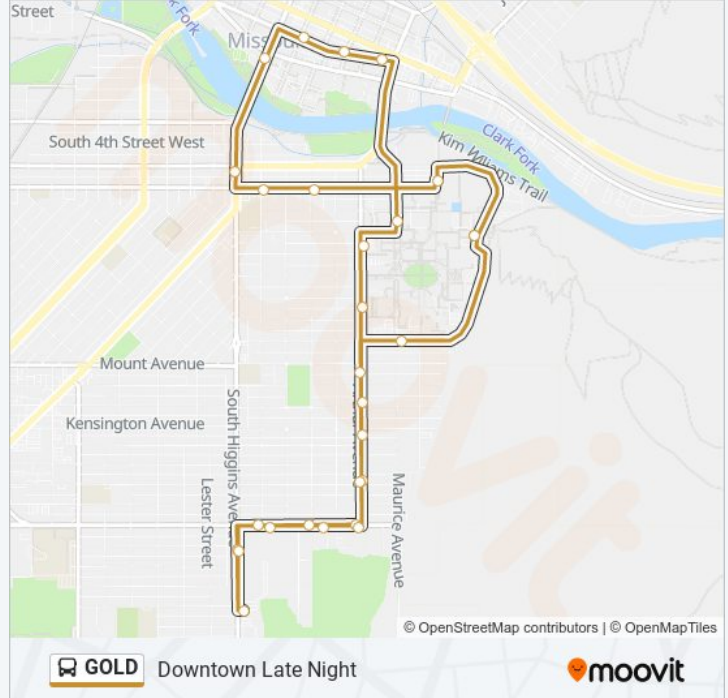 Street
Clark Fork
Missoula
South 4th Street West
Clark Fork
Kim Williams Trail
Mount Avenue
Kensington Avenue
South Higgins Avenue
Lester Street
Maurice Avenue
© OpenStreetMap contributors | © OpenMapTiles
GOLD Downtown Late Night
moovit